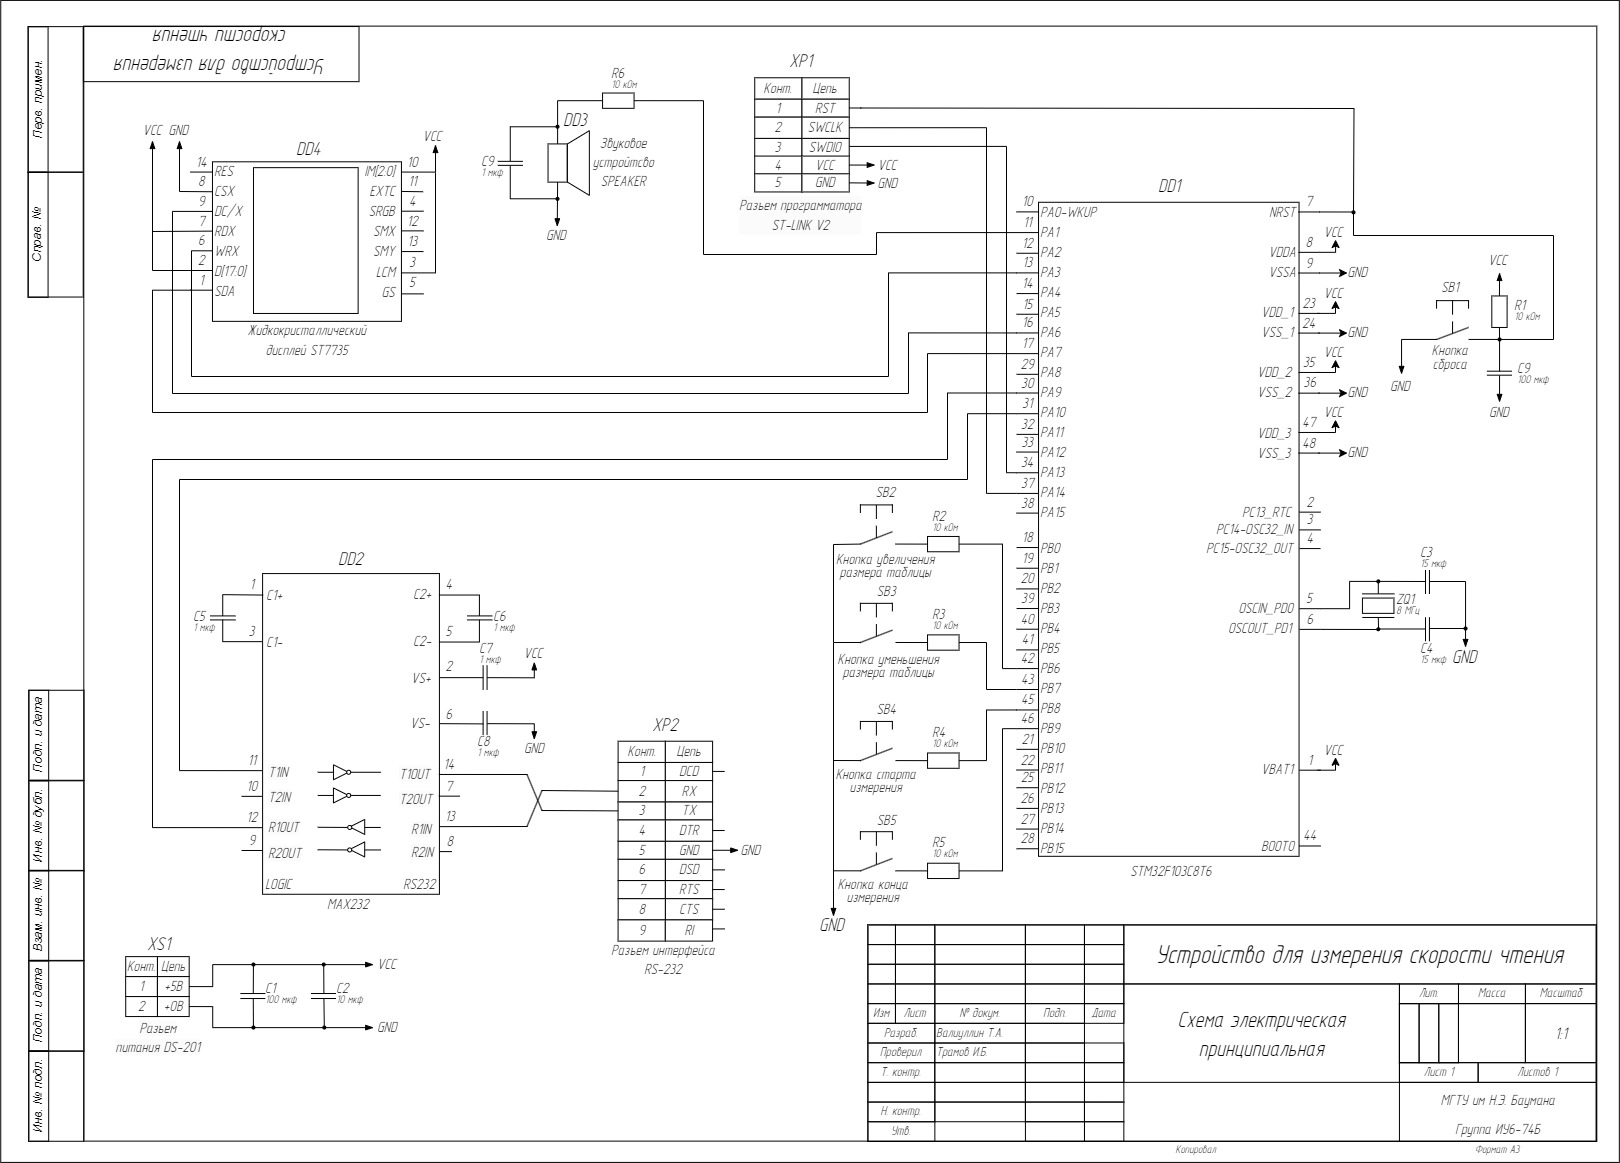 Устройство для измерения
скорости чтения
Перв. примен.
Справ. №
Подп. и дата
Инв. № дубл.
Взам. инв. №
Подп. и дата
Инв. № подп.
VCC GND
DD4
VCC
14 RES
8 CSX
9 DC/X
7 RDX
6 WRX
2 D[17:0]
1 SDA
IM[2:0] 10
EXTC 11
SRGB 4
SMX 12
SMY 13
LCM 3
GS 5
Жидкокристаллический
дисплей ST7735
R6
10 кОм
DD3
C9
1 мкф
Звуковое
устройтсво
SPEAKER
GND
XP1
Конт. Цепь
1 RST
2 SWCLK
3 SWDIO
4 VCC VCC
5 GND GND
Разьем программатора
ST-LINK V2
DD1
10 PA0-WKUP
11 PA1
12 PA2
13 PA3
14 PA4
15 PA5
16 PA6
17 PA7
29 PA8
30 PA9
31 PA10
32 PA11
33 PA12
34 PA13
37 PA14
38 PA15
18 PB0
19 PB1
20 PB2
39 PB3
40 PB4
41 PB5
42 PB6
43 PB7
45 PB8
46 PB9
21 PB10
22 PB11
25 PB12
26 PB13
27 PB14
28 PB15
NRST 7
VDDA 8 VCC
VSSA 9 GND
VDD_1 23 VCC
VSS_1 24 GND
VDD_2 35 VCC
VSS_2 36 GND
VDD_3 47 VCC
VSS_3 48 GND
PC13_RTC 2
PC14-OSC32_IN 3
PC15-OSC32_OUT 4
OSCIN_PD0 5
OSCOUT_PD1 6
VBAT1 1 VCC
BOOT0 44
STM32F103C8T6
VCC
SB1
R1
10 кОм
Кнопка
сброса
GND
C9
100 мкф
GND
C3
15 мкф
ZQ1
8 МГц
C4
15 мкф
GND
SB2
R2
10 кОм
Кнопка увеличения
размера таблицы
SB3
R3
10 кОм
Кнопка уменьшения
размера таблицы
SB4
R4
10 кОм
Кнопка старта
измерения
SB5
R5
10 кОм
Кнопка конца
измерения
GND
DD2
1 C1+
3 C1-
C5
1 мкф
C2+ 4
C2- 5
C6
1 мкф
C7
1 мкф
VCC
VS+ 2
VS- 6
C8
1 мкф
GND
11 T1IN
10 T2IN
12 R1OUT
9 R2OUT
T1OUT 14
T2OUT 7
R1IN 13
R2IN 8
LOGIC RS232
MAX232
XP2
Конт. Цепь
1 DCD
2 RX
3 TX
4 DTR
5 GND GND
6 DSD
7 RTS
8 CTS
9 RI
Разьем интерфейса
RS-232
XS1
Конт. Цепь
1 +5В
2 +0В
Разьем
питания DS-201
C1
100 мкф
C2
10 мкф
VCC
GND
Устройство для измерения скорости чтения
Схема электрическая
принципиальная
Лит. Масса Масштаб
1:1
Лист 1 Листов 1
МГТУ им Н.Э. Баумана
Группа ИУ6-74Б
Изм Лист № докум. Подп. Дата
Разраб. Валиуллин Т.А.
Проверил Трамов И.Б.
Т. контр.
Н. контр.
Утв.
Копировал Формат А3